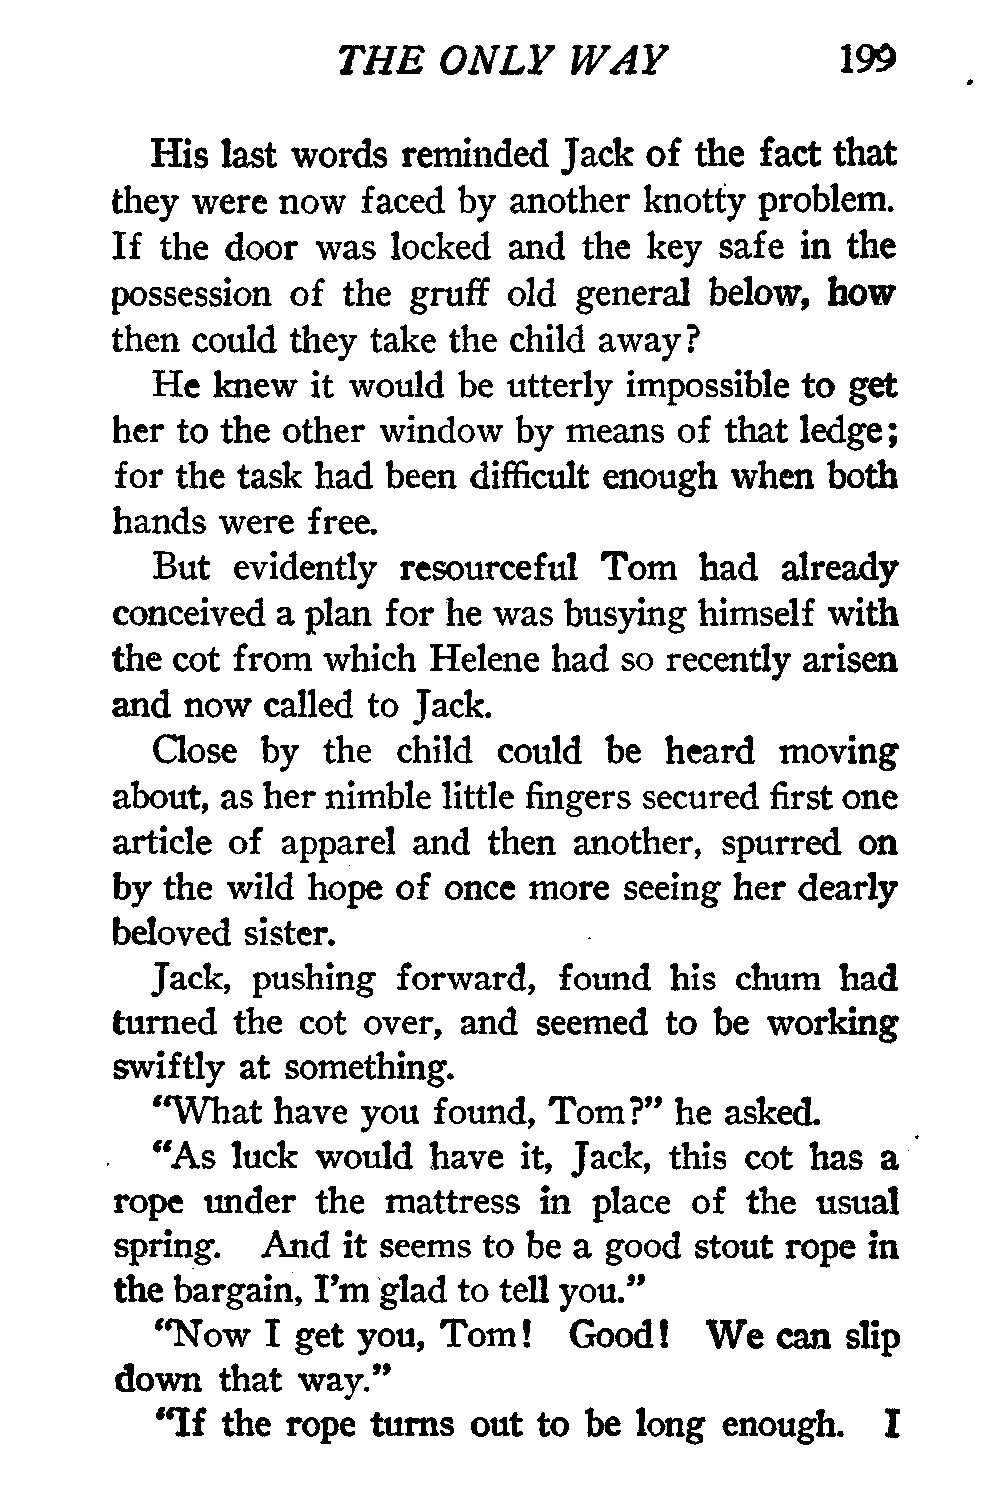 THE ONLY WAY 199
His last words reminded Jack of the fact that
they were now faced by another knotty problem.
If the door was locked and the key safe in the
possession of the gruff old general below, how
then could they take the child away?
He knew it would be utterly impossible to get
her to the other window by means of that ledge;
for the task had been difficult enough when both
hands were free.
But evidently resourceful Tom had already
conceived a plan for he was busying himself with
the cot from which Helene had so recently arisen
and now called to Jack.
Close by the child could be heard moving
about, as her nimble little fingers secured first one
article of apparel and then another, spurred on
by the wild hope of once more seeing her dearly
beloved sister.
Jack, pushing forward, found his chum had
turned the cot over, and seemed to be working
swiftly at something.
“What have you found, Tom?” he asked.
“As luck would have it, Jack, this cot has a
rope under the mattress in place of the usual
spring. And it seems to be a good stout rope in
the bargain, I’m glad to tell you.”
“Now I get you, Tom! Good! We can slip
down that way.”
“If the rope turns out to be long enough. I